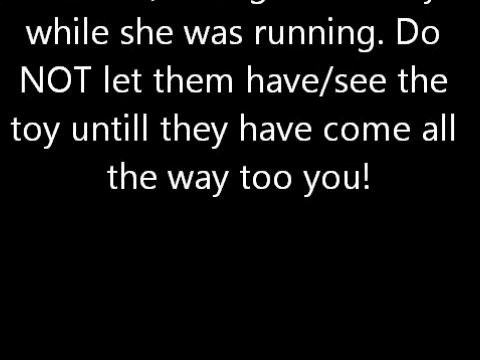 while she was running. Do
NOT let them have/see the
toy untill they have come all
the way too you!